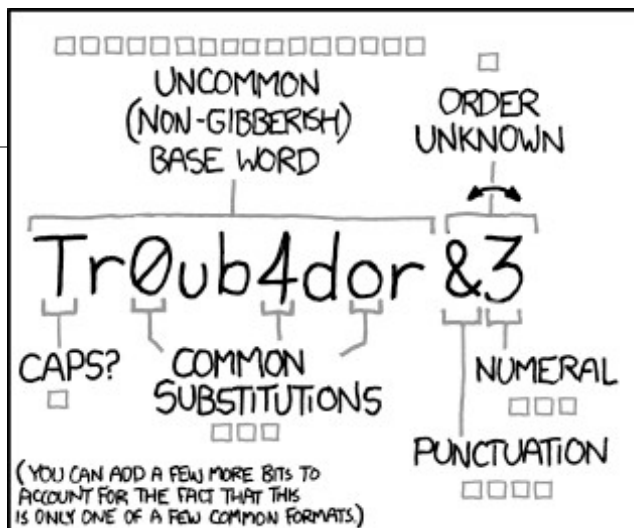 UNCOMMON
(NON-GIBBERISH)
BASE WORD
ORDER
UNKNOWN
Tr0ub4dor &3
CAPS?
COMMON
SUBSTITUTIONS
NUMERAL
PUNCTUATION
(YOU CAN ADD A FEW MORE BITS TO
ACCOUNT FOR THE FACT THAT THIS
IS ONLY ONE OF A FEW COMMON FORMATS.)